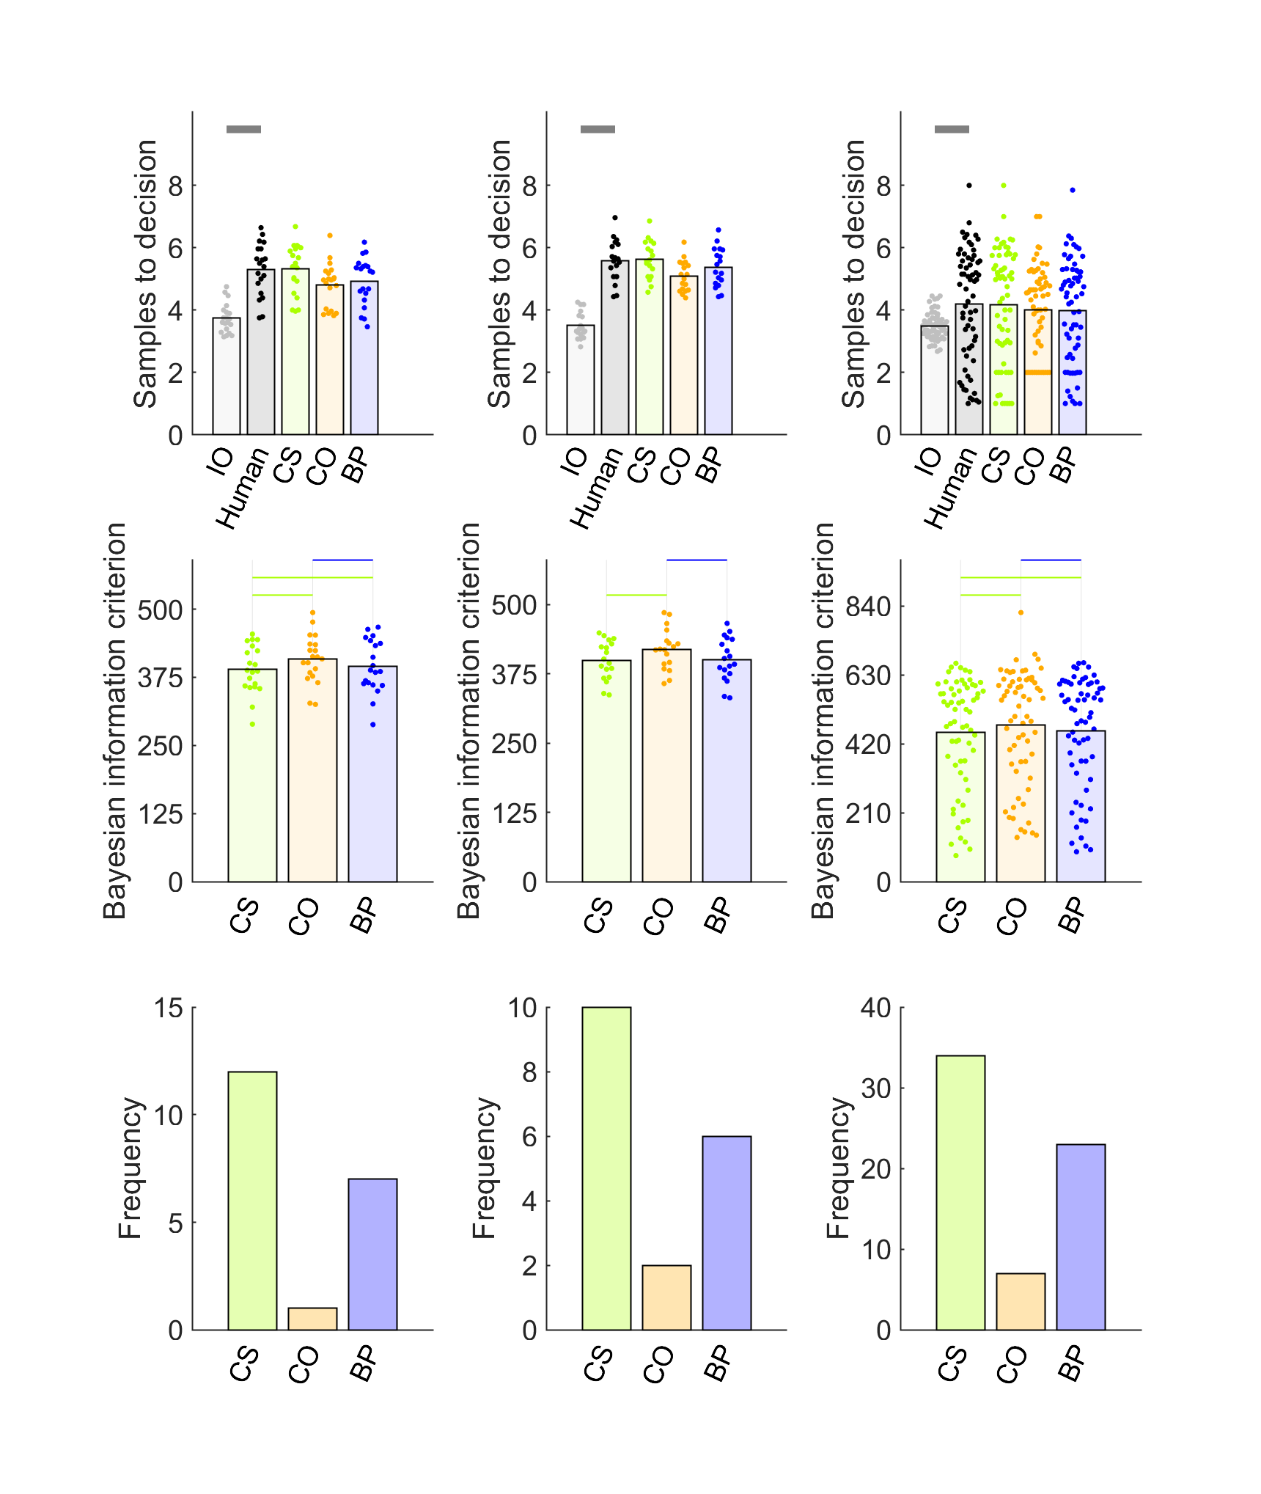 Samples to decision
8
6
4
2
0
IO
Human
CS
CO
BP
Samples to decision
8
6
4
2
0
IO
Human
CS
CO
BP
Samples to decision
8
6
4
2
0
IO
Human
CS
CO
BP
Bayesian information criterion
500
375
250
125
0
CS
CO
BP
Bayesian information criterion
500
375
250
125
0
CS
CO
BP
Bayesian information criterion
840
630
420
210
0
CS
CO
BP
Frequency
15
10
5
0
CS
CO
BP
Frequency
10
8
6
4
2
0
CS
CO
BP
Frequency
40
30
20
10
0
CS
CO
BP